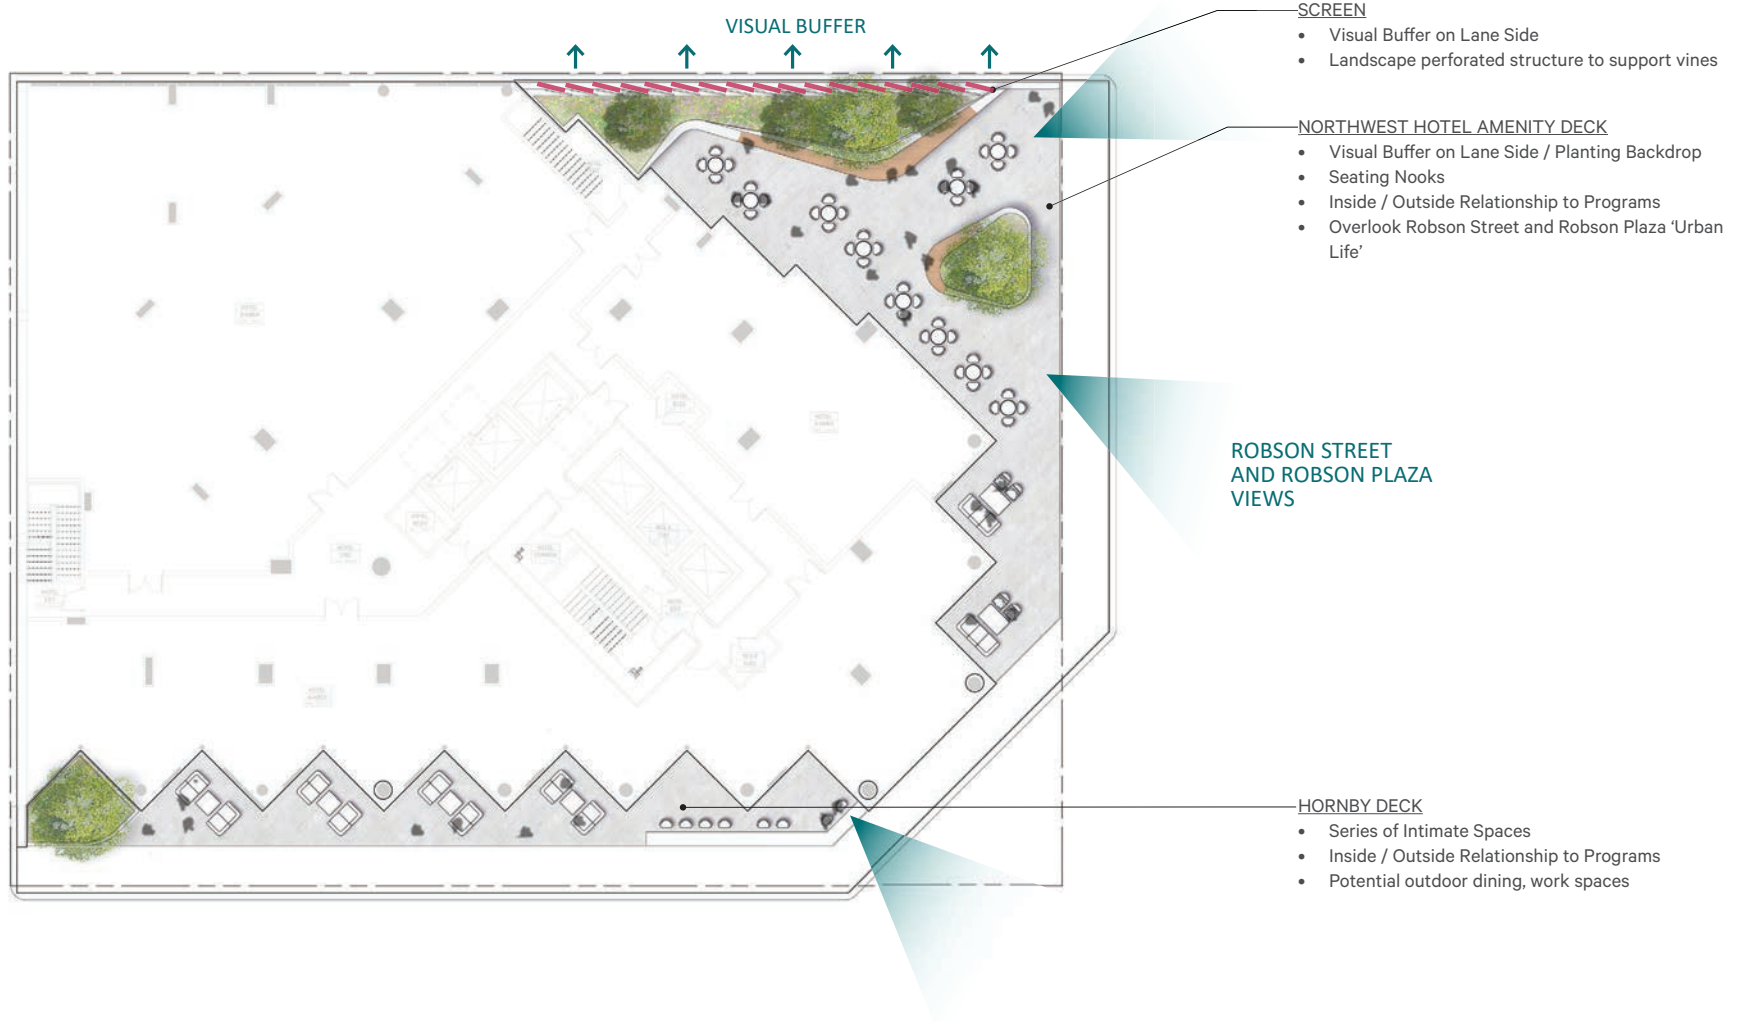 VISUAL BUFFER
SCREEN
• Visual Buffer on Lane Side
• Landscape perforated structure to support vines
NORTHWEST HOTEL AMENITY DECK
• Visual Buffer on Lane Side / Planting Backdrop
• Seating Nooks
• Inside / Outside Relationship to Programs
• Overlook Robson Street and Robson Plaza ‘Urban
Life’
ROBSON STREET
AND ROBSON PLAZA
VIEWS
HORNBY DECK
• Series of Intimate Spaces
• Inside / Outside Relationship to Programs
• Potential outdoor dining, work spaces